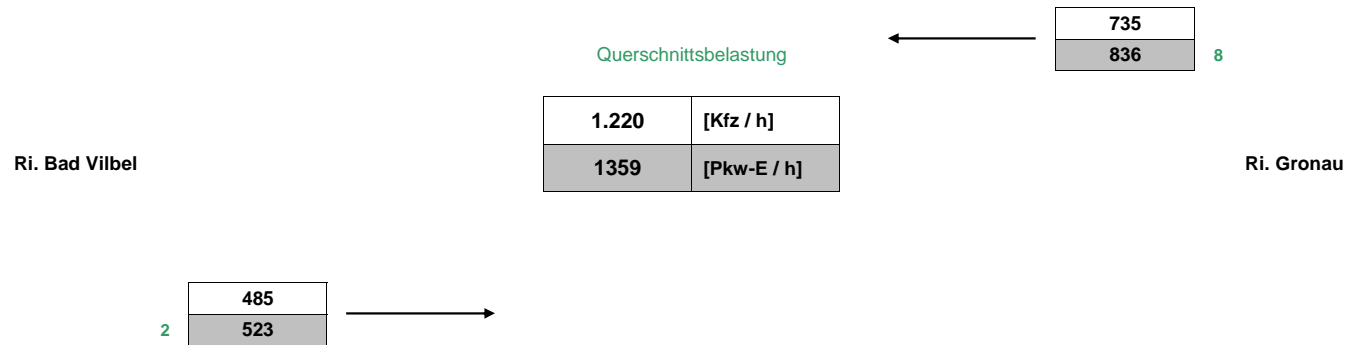 735
Querschnittsbelastung
836 8
1.220 [Kfz / h]
Ri. Bad Vilbel
1359 [Pkw-E / h]
Ri. Gronau
485
2 523